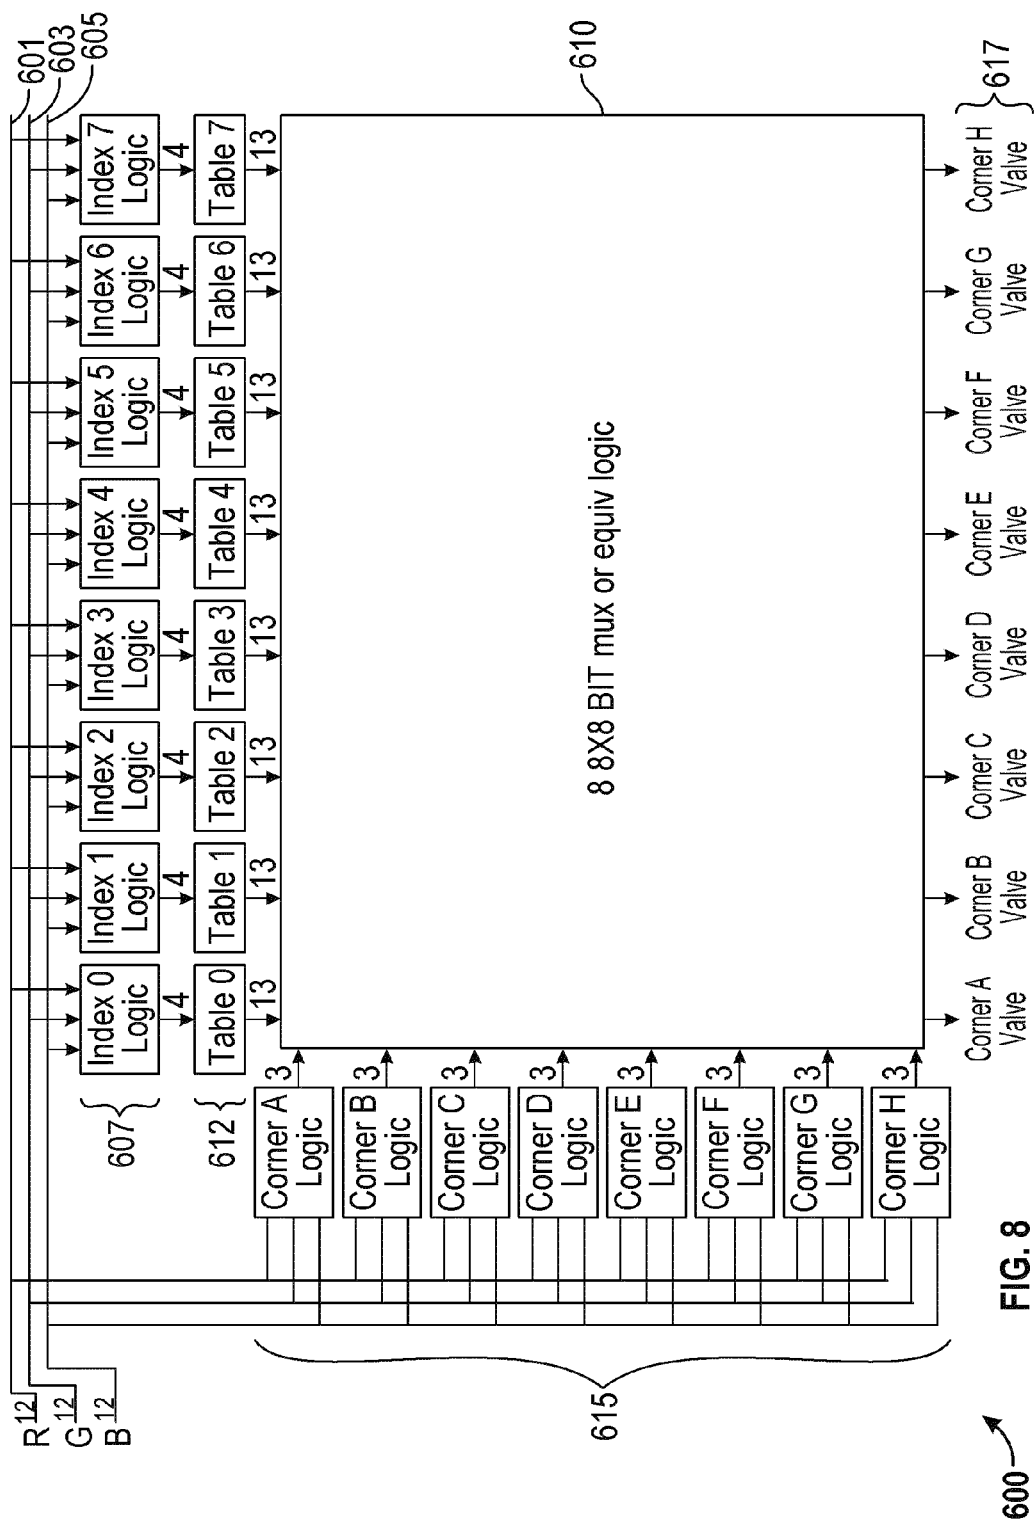 R 12
G 12
B 12
601
603
605
607
Index 0
Logic
Index 1
Logic
Index 2
Logic
Index 3
Logic
Index 4
Logic
Index 5
Logic
Index 6
Logic
Index 7
Logic
4
4
4
4
4
4
4
4
612
Table 0
Table 1
Table 2
Table 3
Table 4
Table 5
Table 6
Table 7
13
13
13
13
13
13
13
13
615
Corner A
Logic
3
Corner B
Logic
3
Corner C
Logic
3
Corner D
Logic
3
Corner E
Logic
3
Corner F
Logic
3
Corner G
Logic
3
Corner H
Logic
3
8 8X8 BIT mux or equiv logic
610
Corner A
Valve
Corner B
Valve
Corner C
Valve
Corner D
Valve
Corner E
Valve
Corner F
Valve
Corner G
Valve
Corner H
Valve
617
600
FIG. 8